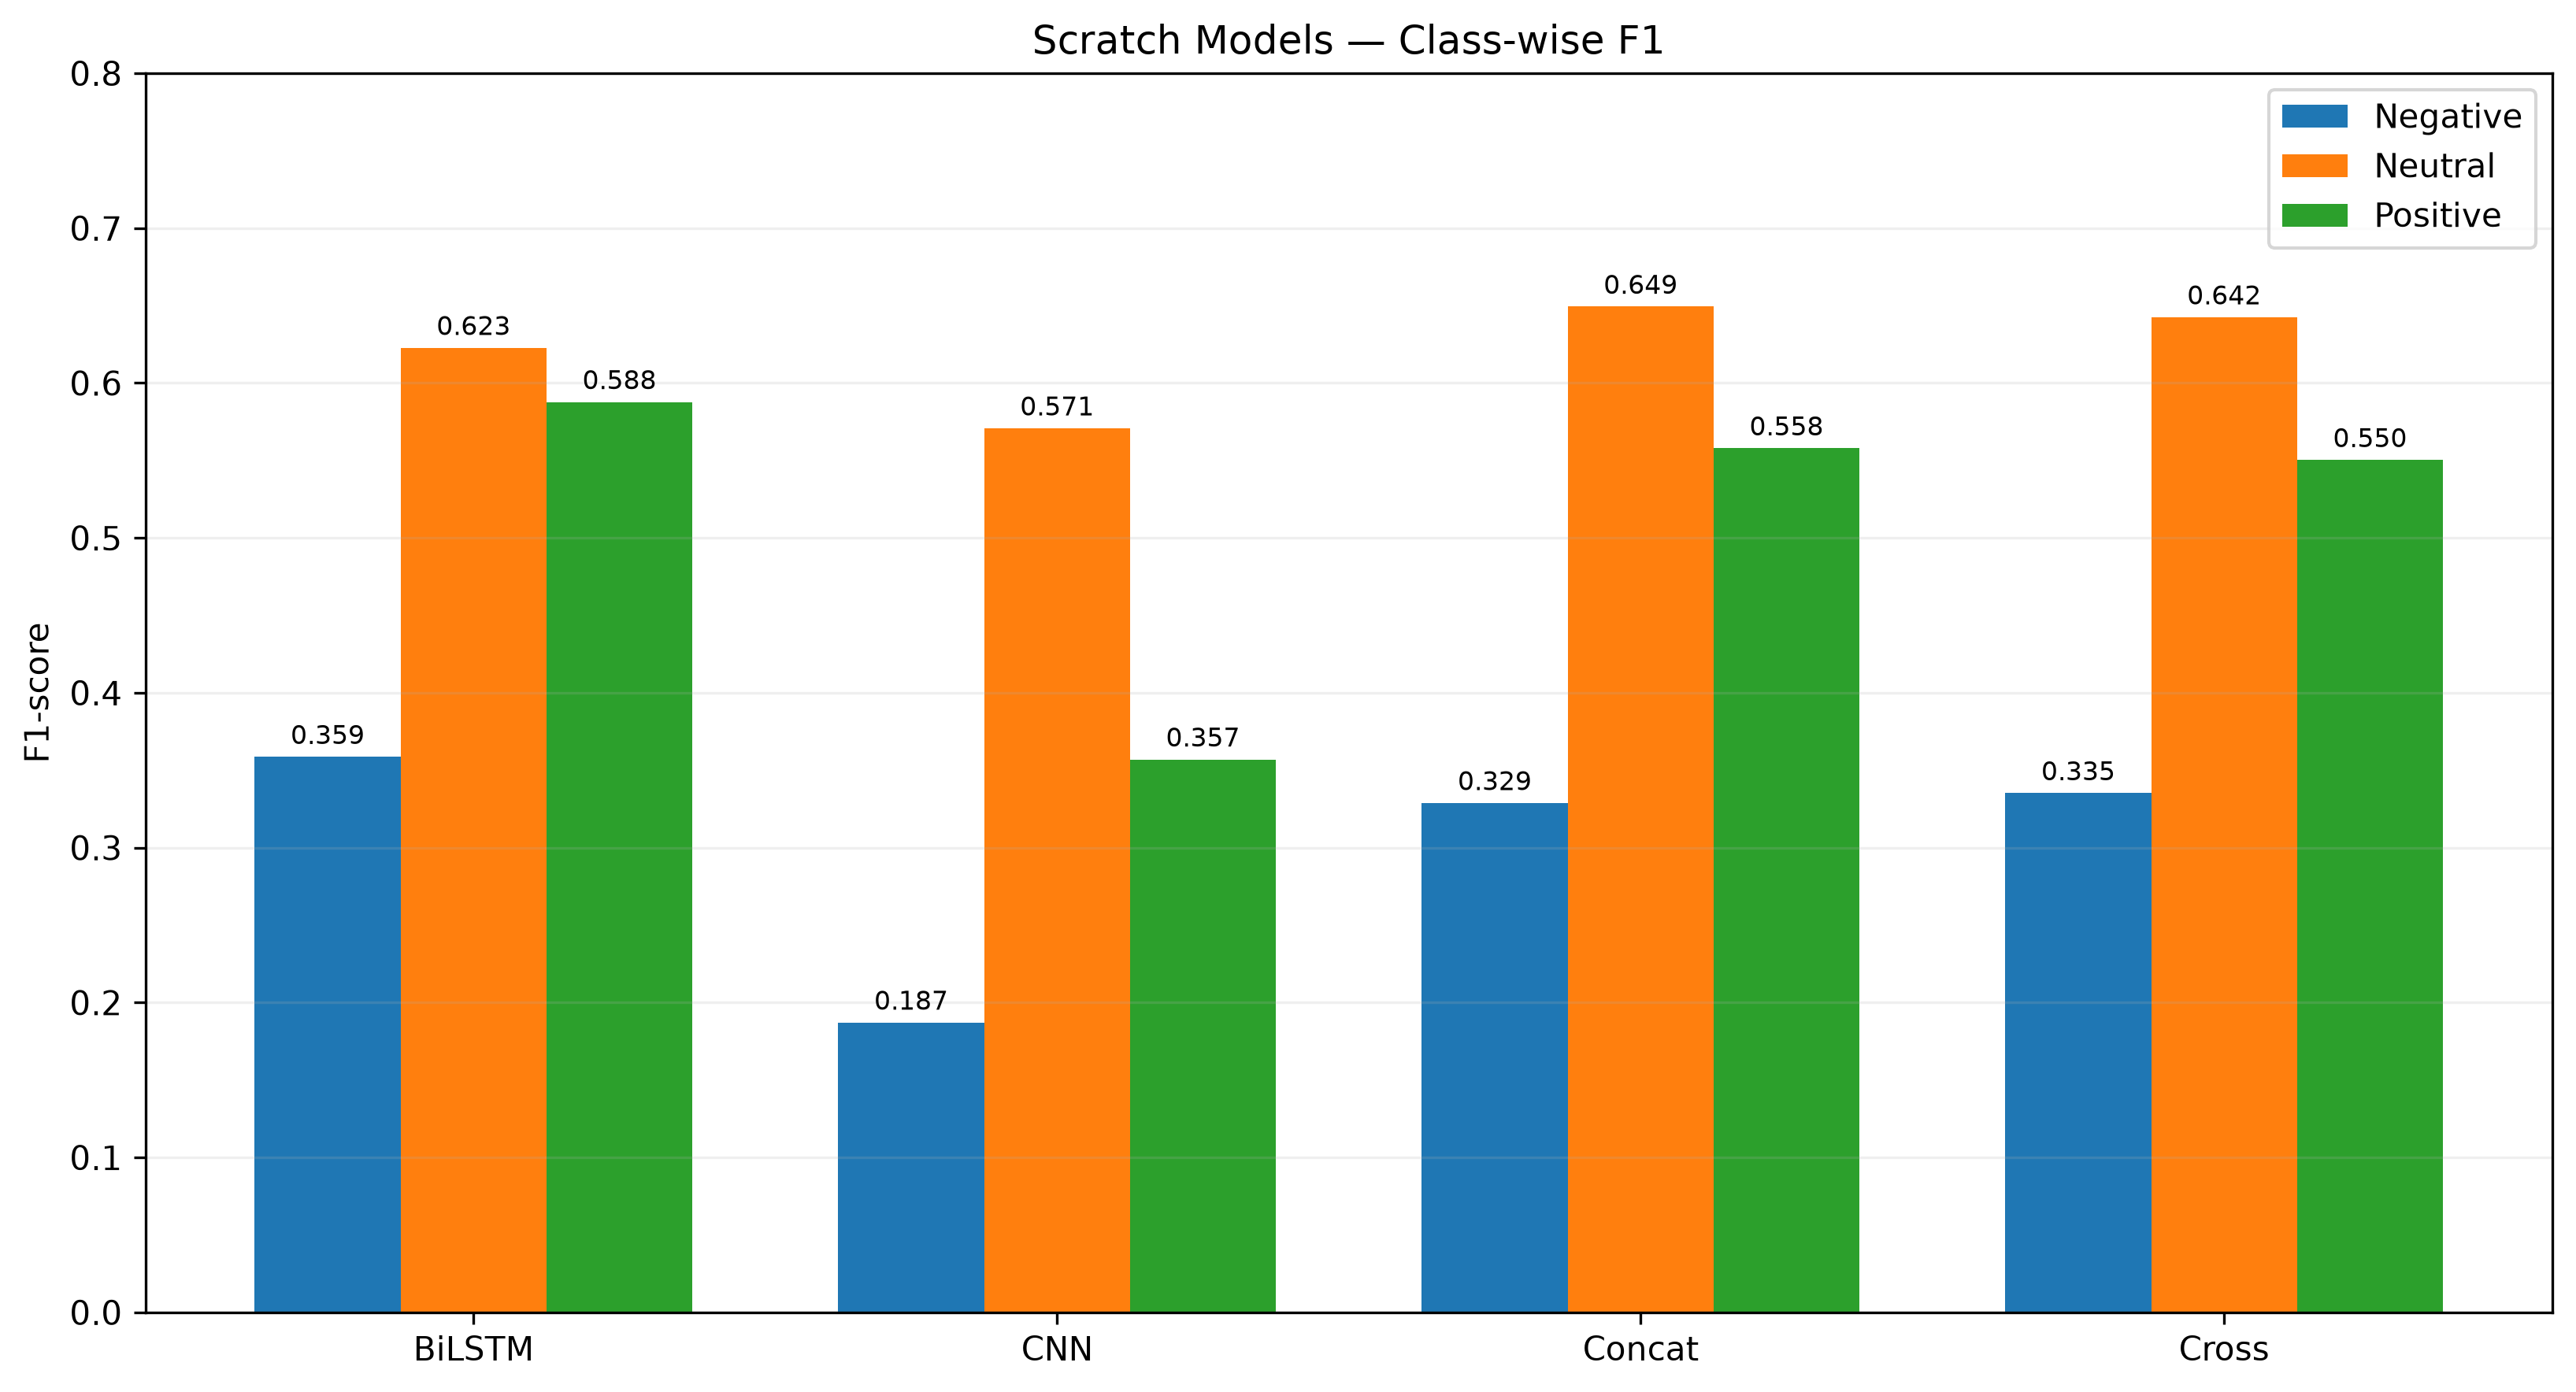 Scratch Models — Class-wise F1
0.8
0.7
0.6
0.5
0.4
0.3
0.2
0.1
0.0
F1-score
Negative
Neutral
Positive
0.359
0.623
0.588
0.187
0.571
0.357
0.329
0.649
0.558
0.335
0.642
0.550
BiLSTM
CNN
Concat
Cross